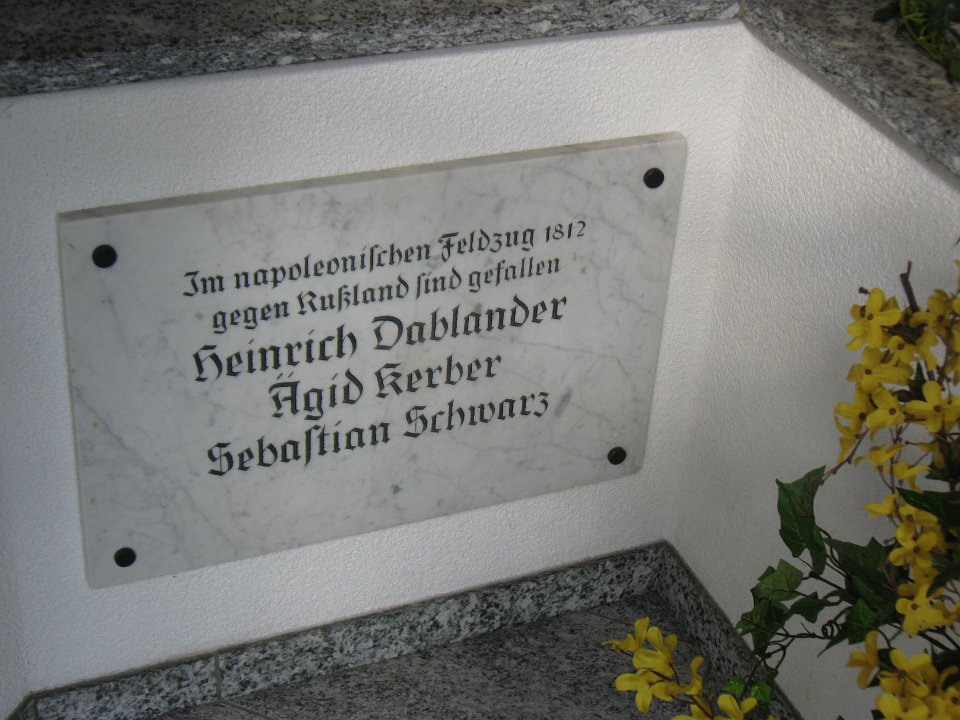 Im napoleonischen Feldzug 1812
gegen Rußland sind gefallen
Heinrich Dablander
Ägid Kerber
Sebastian Schwarz